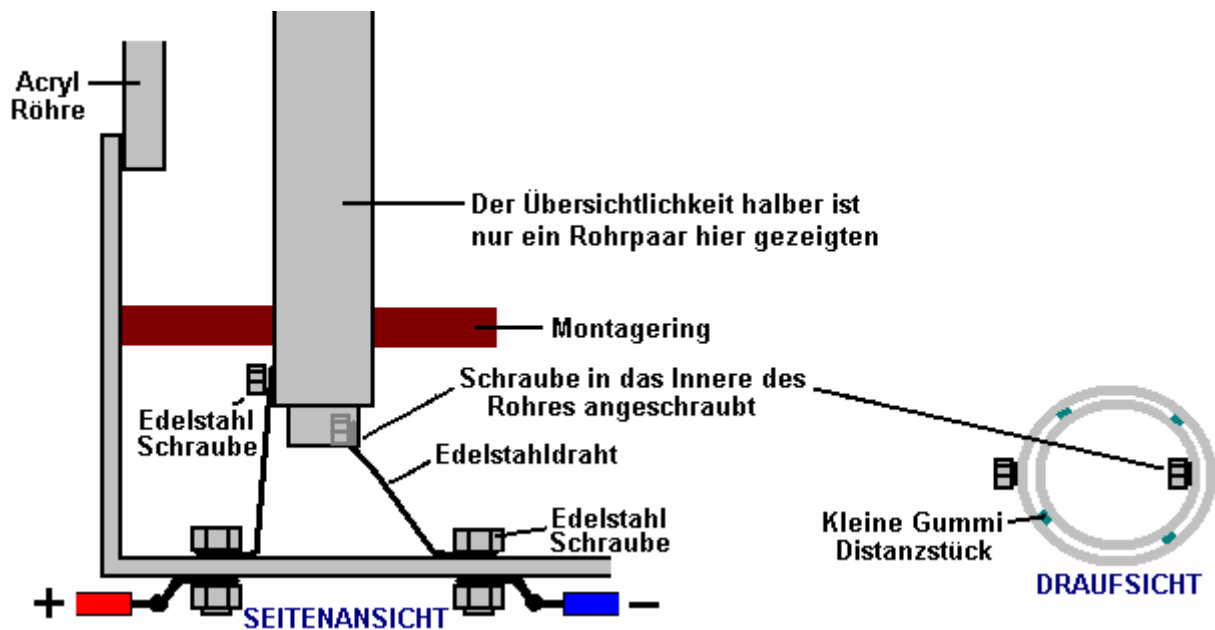 Acryl
Röhre
Der Übersichtlichkeit halber ist
nur ein Rohrpaar hier gezeigten
Montagering
Schraube in das Innere des
Rohres angeschraubt
Edelstahl
Schraube
Edelstahldraht
Edelstahl
Schraube
Kleine Gummi
Distanzstück
DRAUFSICHT
+
SEITENANSICHT
−